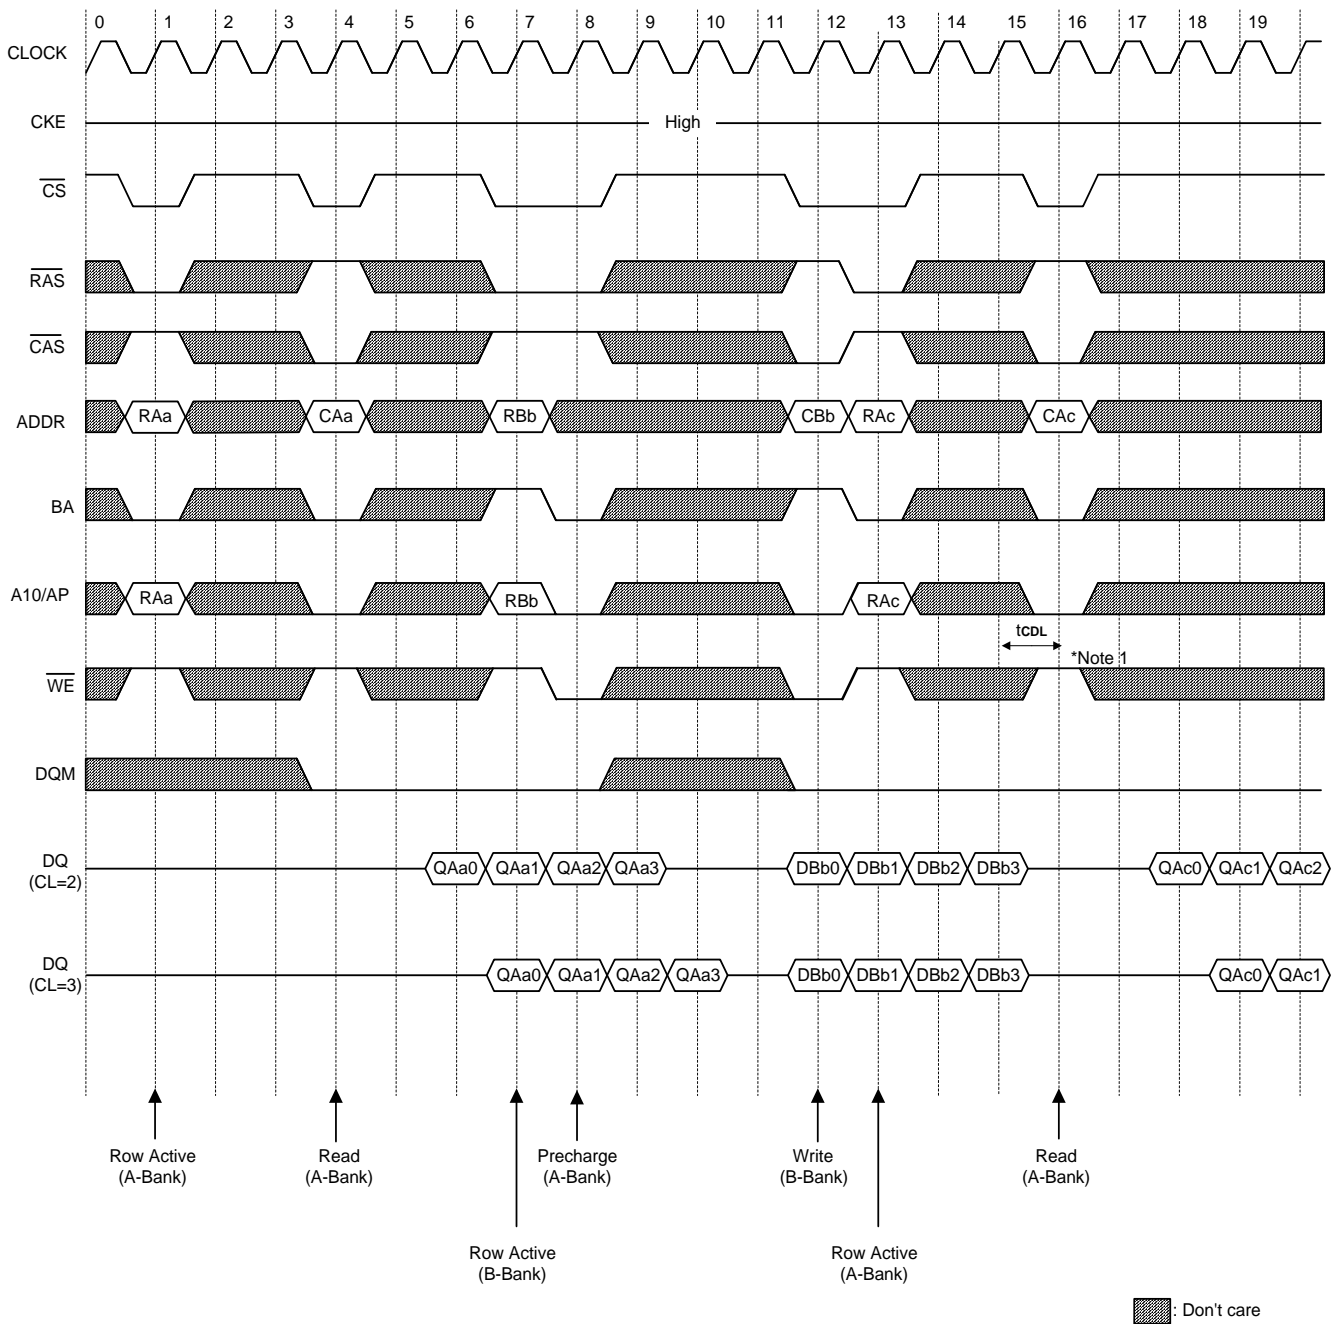 0 1 2 3 4 5 6 7 8 9 10 11 12 13 14 15 16 17 18 19
CLOCK
CKE High
CS
RAS
CAS
ADDR RAa CAa RBb CBb RAc CAc
BA
A10/AP RAa RBb RAc
tCDL
*Note 1
WE
DQM
DQ
(CL=2) QAa0 QAa1 QAa2 QAa3 DBb0 DBb1 DBb2 DBb3 QAc0 QAc1 QAc2
DQ
(CL=3) QAa0 QAa1 QAa2 QAa3 DBb0 DBb1 DBb2 DBb3 QAc0 QAc1
Row Active
(A-Bank)
Read
(A-Bank)
Precharge
(A-Bank)
Write
(B-Bank)
Read
(A-Bank)
Row Active
(B-Bank)
Row Active
(A-Bank)
: Don't care